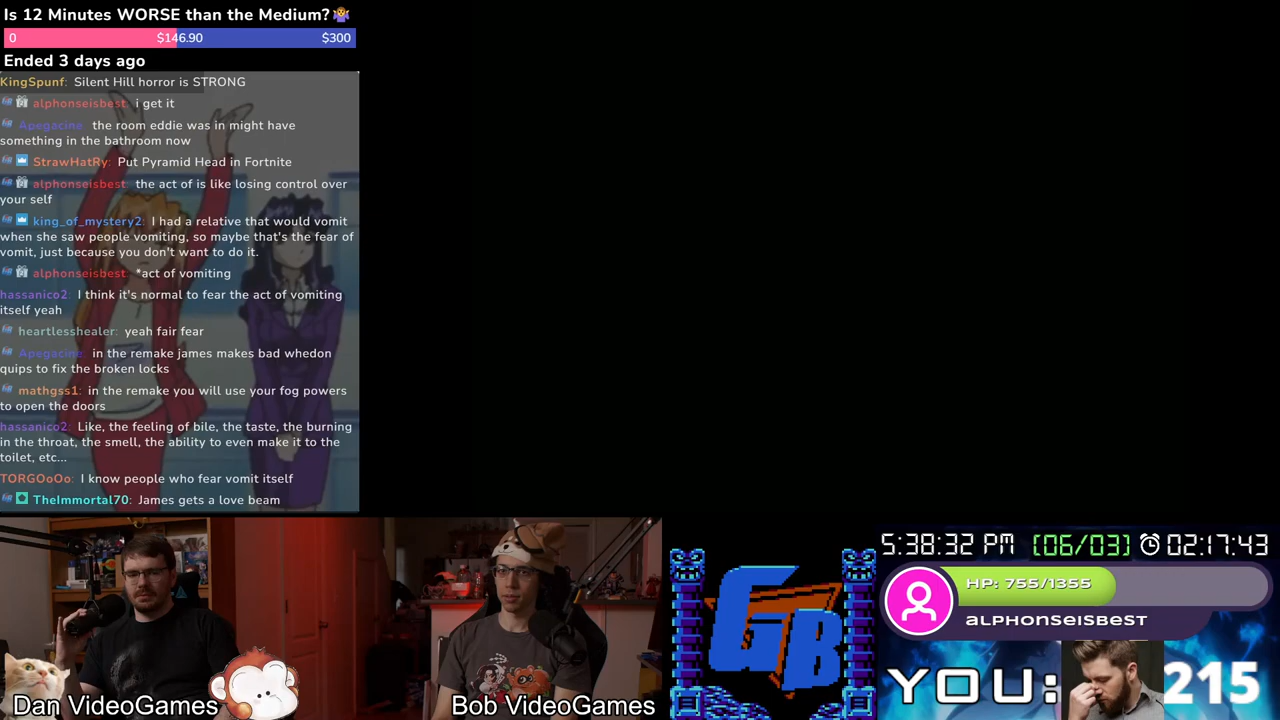 Is 12 Minutes WORSE than the Medium?🤷‍♀️
0 $146.90 $300
Ended 3 days ago
KingSpunf: Silent Hill horror is STRONG
alphonseisbest: i get it
Apegacine: the room eddie was in might have
something in the bathroom now
StrawHatRy: Put Pyramid Head in Fortnite
alphonseisbest: the act of is like losing control over
your self
king_of_mystery2: I had a relative that would vomit
when she saw people vomiting, so maybe that's the fear of
vomit, just because you don't want to do it.
alphonseisbest: *act of vomiting
hassanico2: I think it's normal to fear the act of vomiting
itself yeah
heartlesshealer: yeah fair fear
Apegacine: in the remake james makes bad whedon
quips to fix the broken locks
mathgss1: in the remake you will use your fog powers
to open the doors
hassanico2: Like, the feeling of bile, the taste, the burning
in the throat, the smell, the ability to even make it to the
toilet, etc...
TORGOoOo: I know people who fear vomit itself
TheImmortal70: James gets a love beam
Dan VideoGames
Bob VideoGames
GB
5:38:32 PM [06/03] 02:17:43
HP: 755/1355
alphonseisbest
YOU: 215